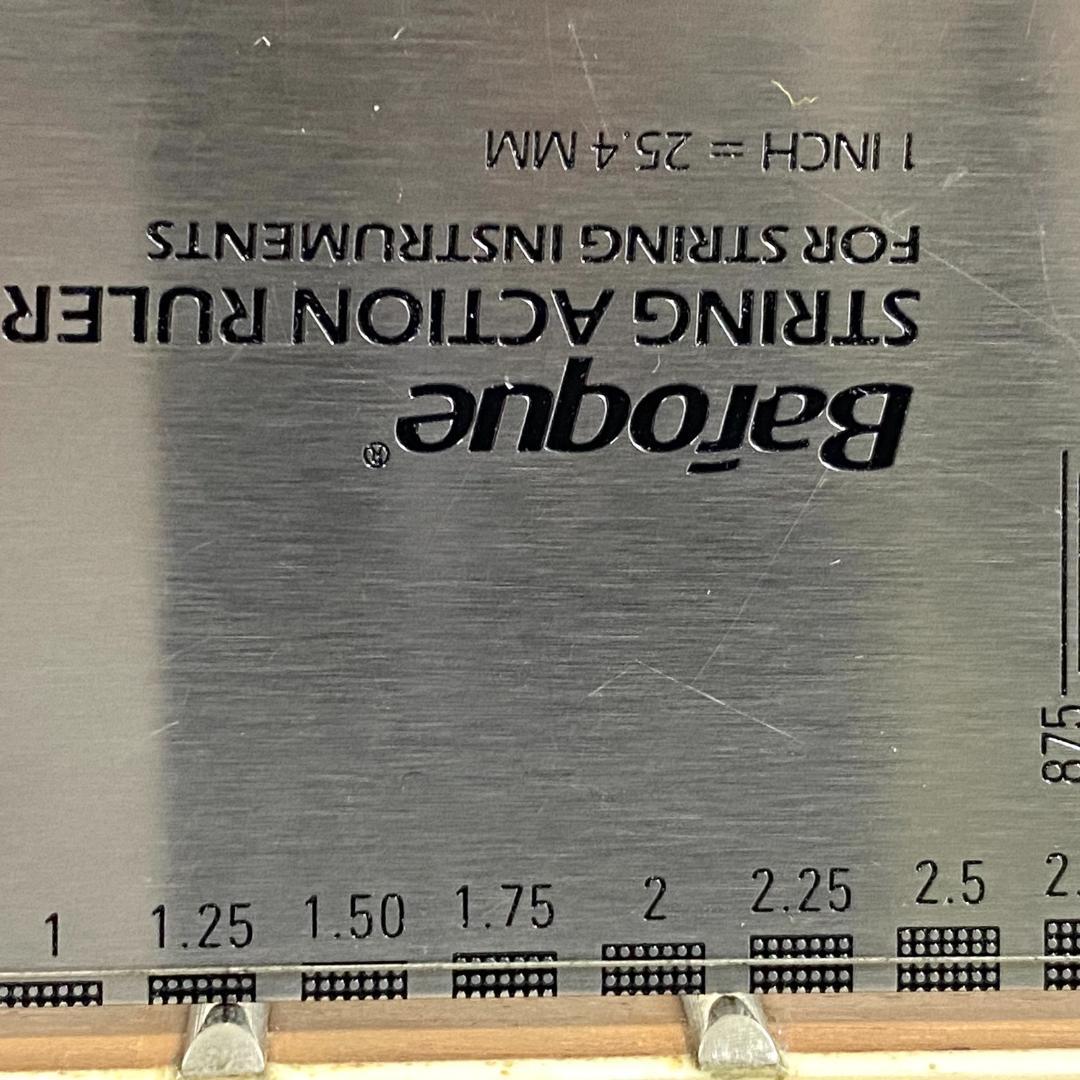 Baroque®
STRING ACTION RULER
FOR STRING INSTRUMENTS
1 INCH = 25.4 MM
875
1 1.25 1.50 1.75 2 2.25 2.5